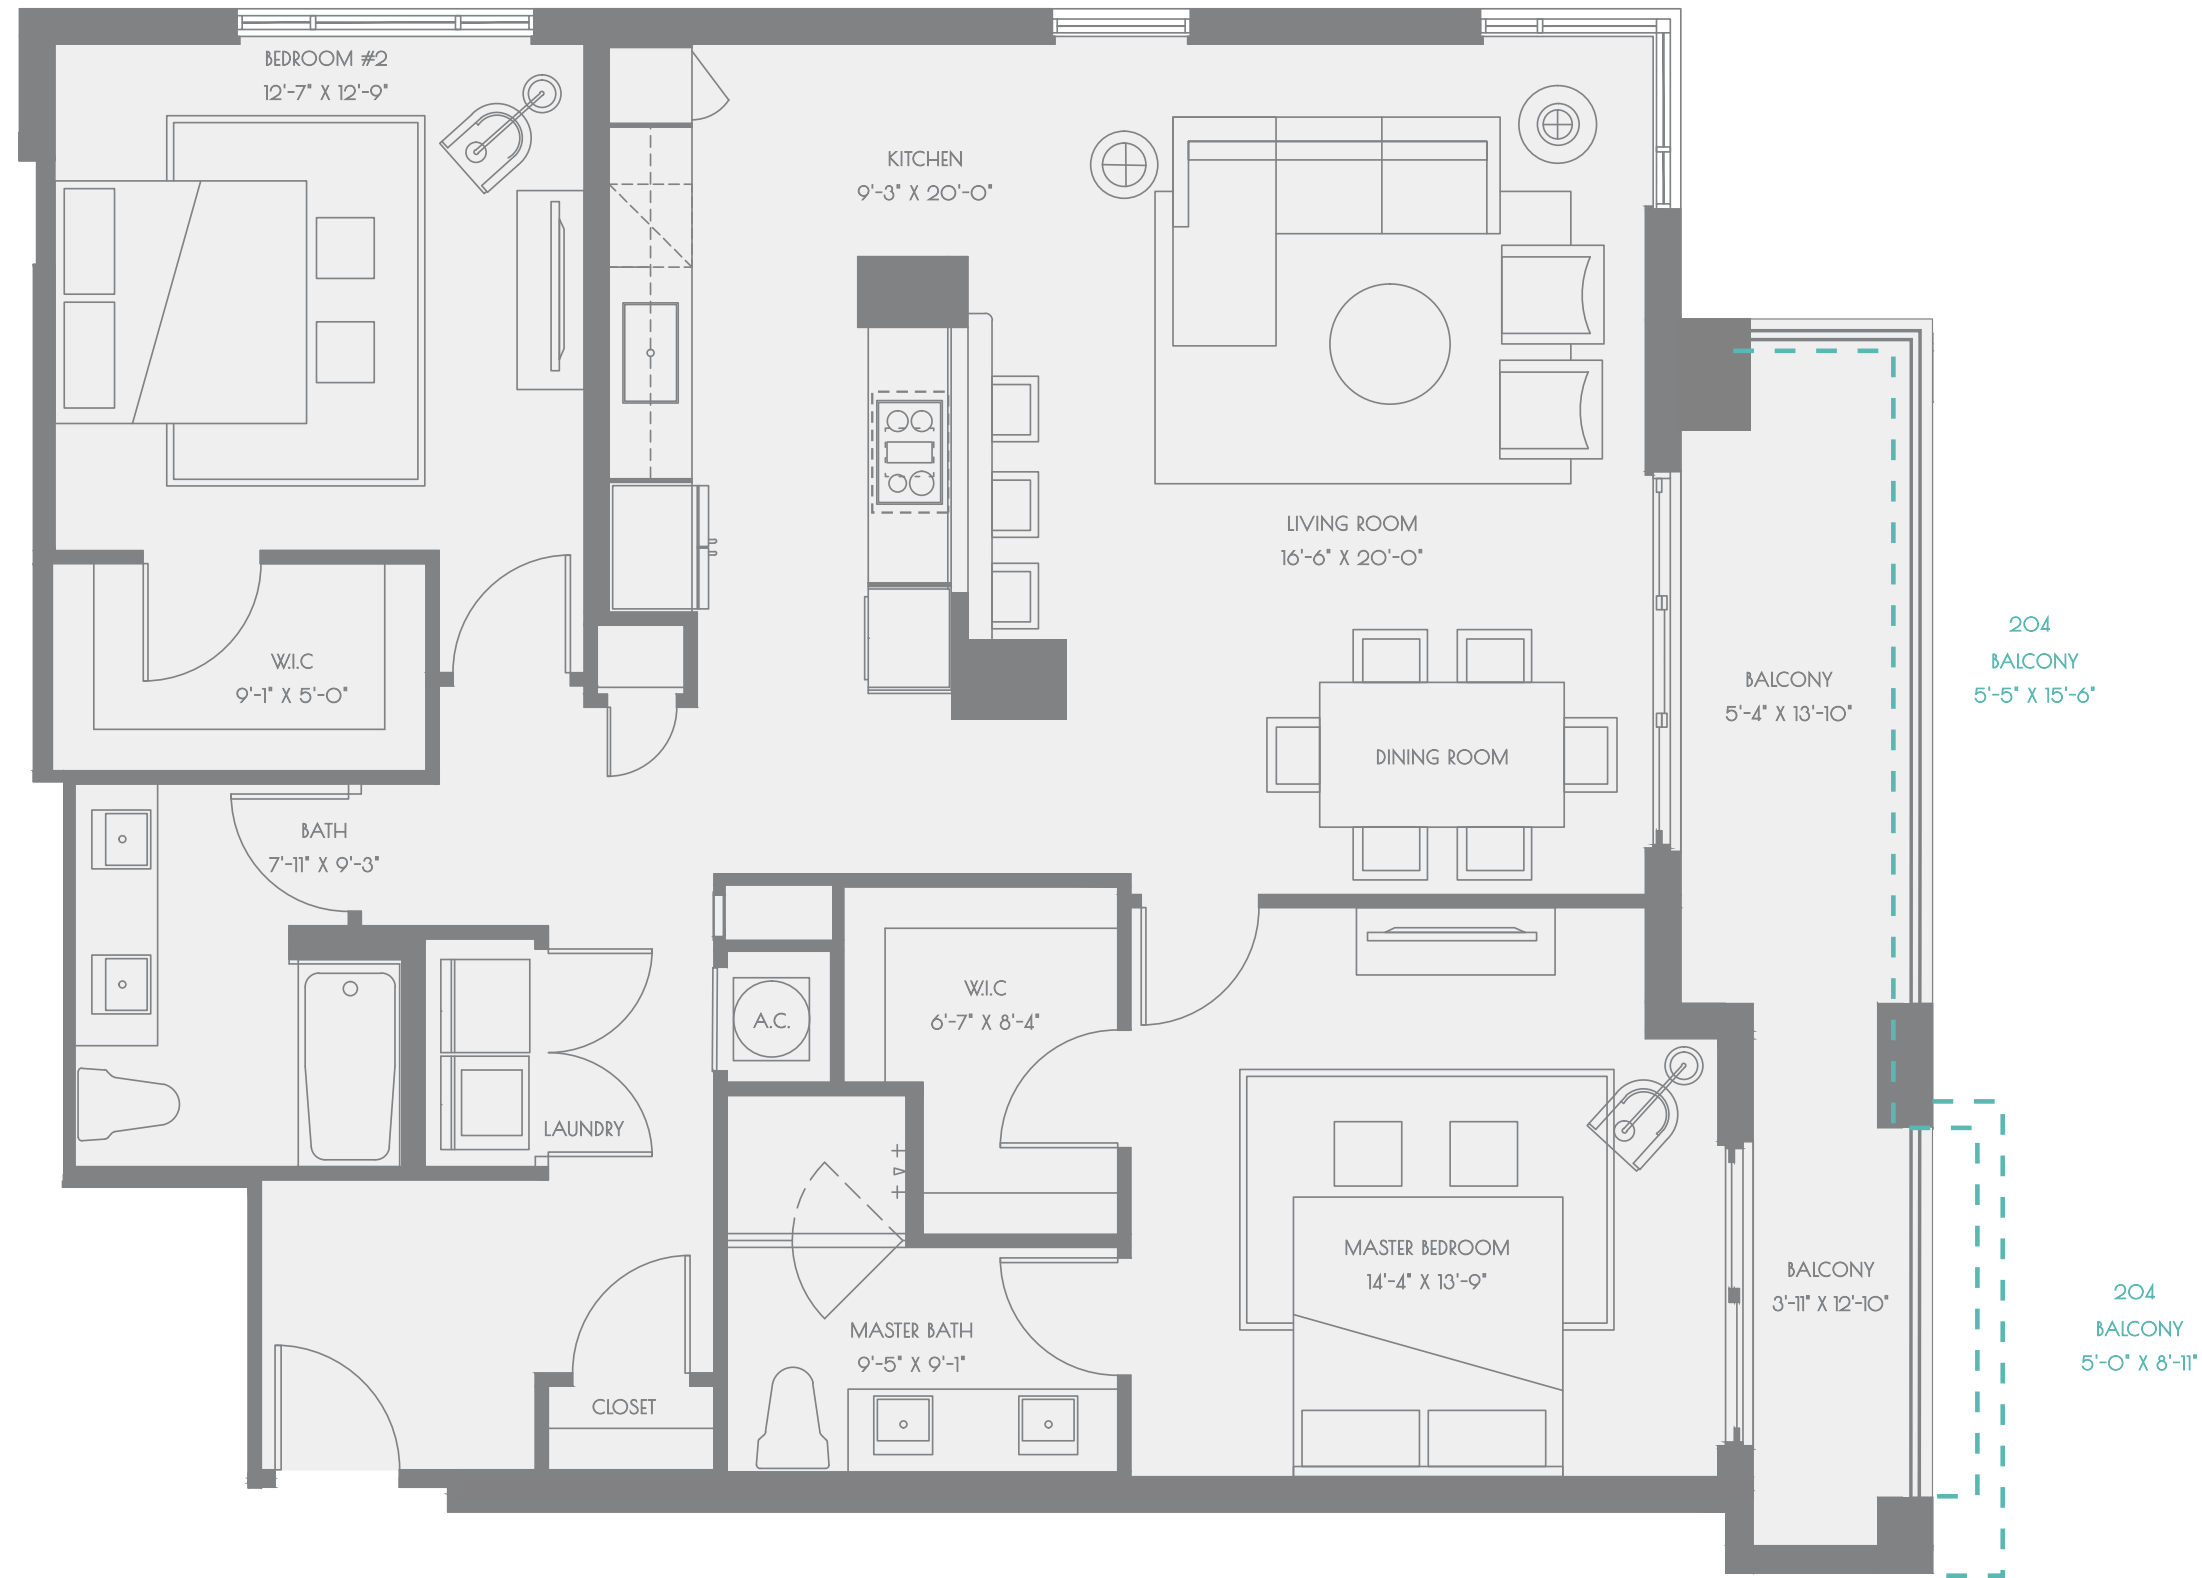 BEDROOM #2
12'-7" X 12'-9"
KITCHEN
9'-3" X 20'-0"
LIVING ROOM
16'-6" X 20'-0"
204
BALCONY
5'-5" X 15'-6"
W.I.C
9'-1" X 5'-0"
BALCONY
5'-4" X 13'-10"
DINING ROOM
BATH
7'-11" X 9'-3"
W.I.C
6'-7" X 8'-4"
A.C.
LAUNDRY
MASTER BEDROOM
14'-4" X 13'-9"
BALCONY
3'-11" X 12'-10"
204
BALCONY
5'-0" X 8'-11"
MASTER BATH
9'-5" X 9'-1"
CLOSET